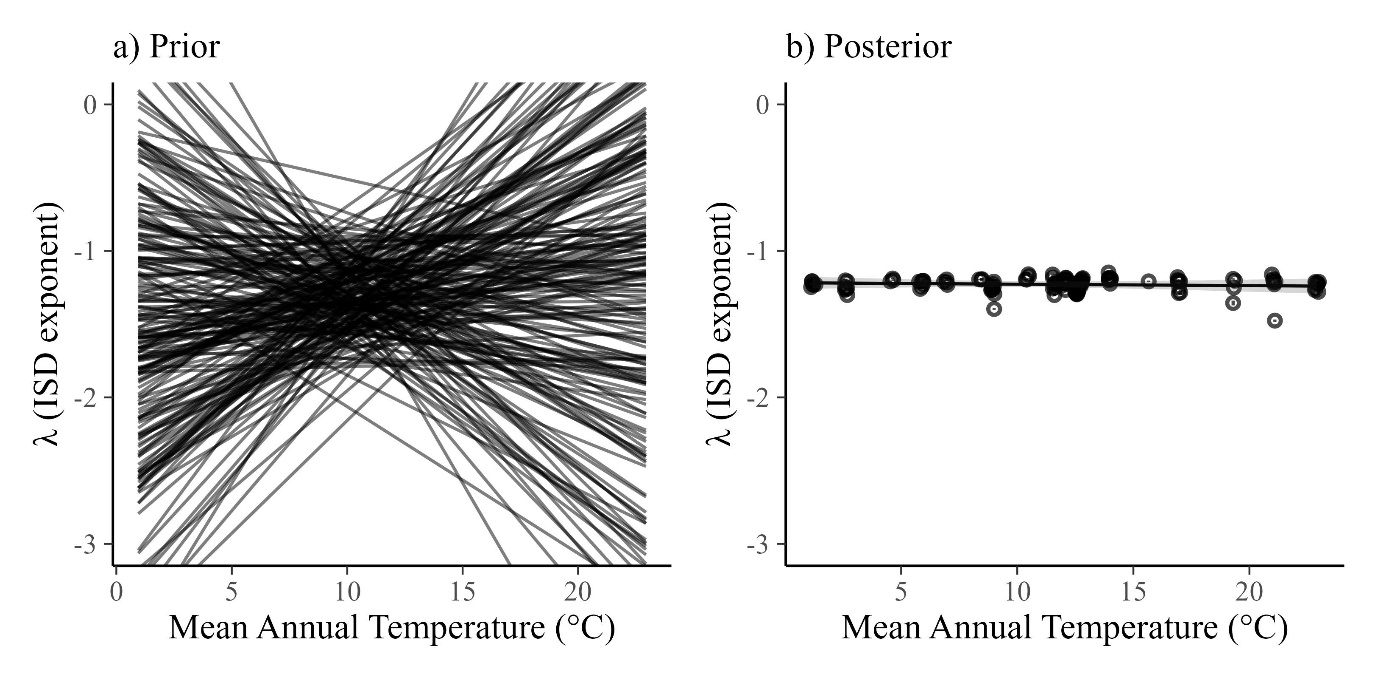 a) Prior
0
-1
-2
-3
λ (ISD exponent)
0 5 10 15 20
Mean Annual Temperature (°C)
b) Posterior
0
-1
-2
-3
λ (ISD exponent)
5 10 15 20
Mean Annual Temperature (°C)